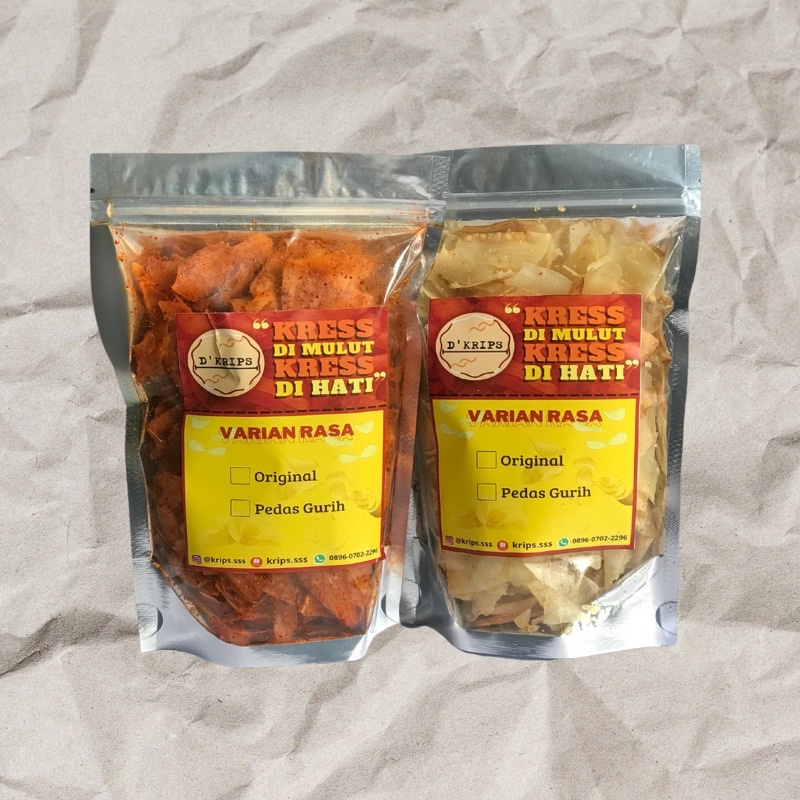 D'KRIPS
“KRESS
DI MULUT
KRESS
DI HATI”
VARIAN RASA
Original
Pedas Gurih
@krips.sss krips.sss 0896-0702-2296
D'KRIPS
“KRESS
DI MULUT
KRESS
DI HATI”
VARIAN RASA
Original
Pedas Gurih
@krips.sss krips.sss 0896-0702-2296